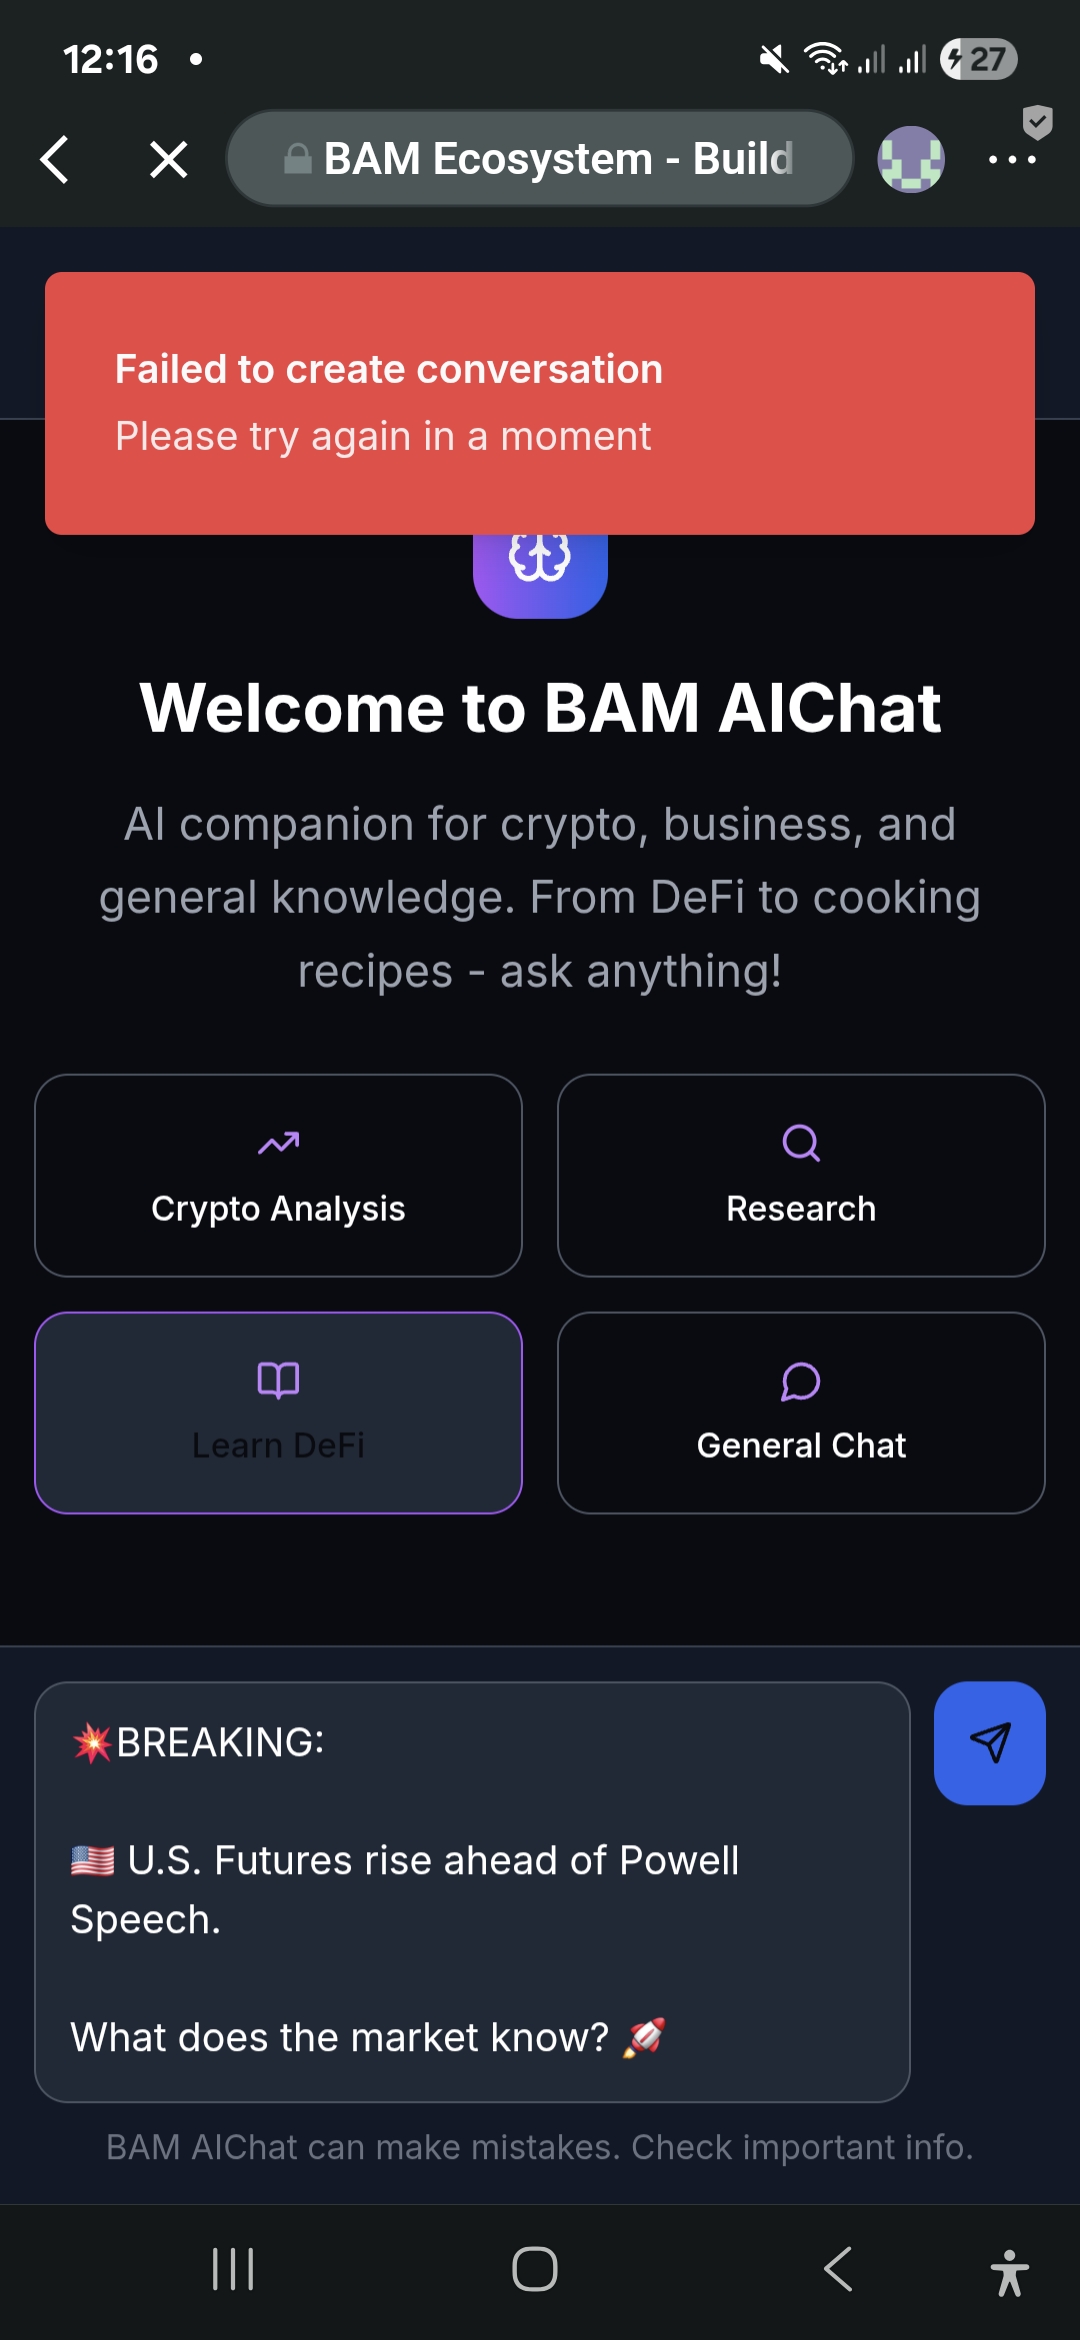 12:16
27
BAM Ecosystem - Build
Failed to create conversation
Please try again in a moment
Welcome to BAM AIChat
AI companion for crypto, business, and
general knowledge. From DeFi to cooking
recipes - ask anything!
Crypto Analysis
Research
Learn DeFi
General Chat
💥BREAKING:
🇺🇸 U.S. Futures rise ahead of Powell
Speech.
What does the market know? 🚀
BAM AIChat can make mistakes. Check important info.